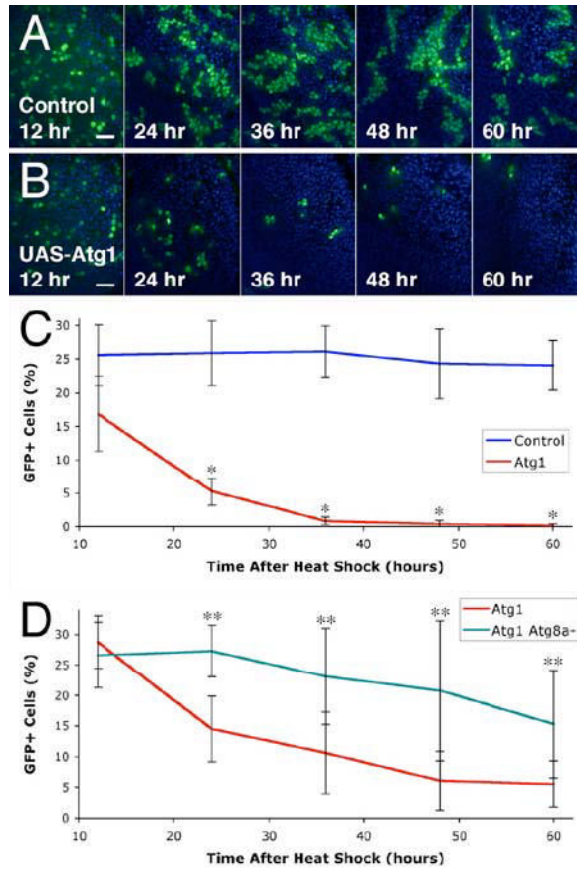 A
Control
12 hr
24 hr
36 hr
48 hr
60 hr
B
UAS-Atg1
12 hr
24 hr
36 hr
48 hr
60 hr
C
GFP+ Cells (%)
30
25
20
15
10
5
0
*
*
*
*
Control
Atg1
10
20
30
40
50
60
Time After Heat Shock (hours)
D
GFP+ Cells (%)
30
25
20
15
10
5
0
**
**
**
**
Atg1
Atg1 Atg8a-
10
20
30
40
50
60
Time After Heat Shock (hours)